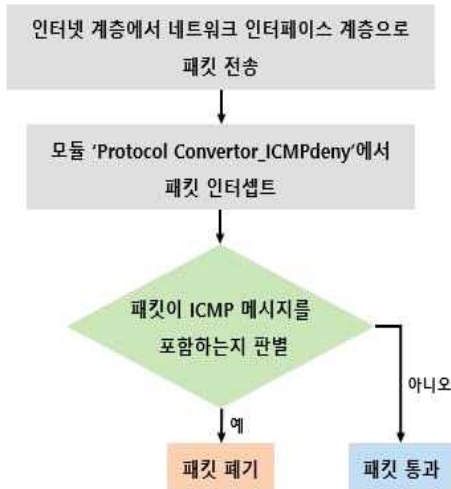 인터넷 계층에서 네트워크 인터페이스 계층으로
패킷 전송
모듈 ‘Protocol Convertor_ICMPdeny’에서
패킷 인터셉트
패킷이 ICMP 메시지를
포함하는지 판별
아니오
예
패킷 폐기
패킷 통과